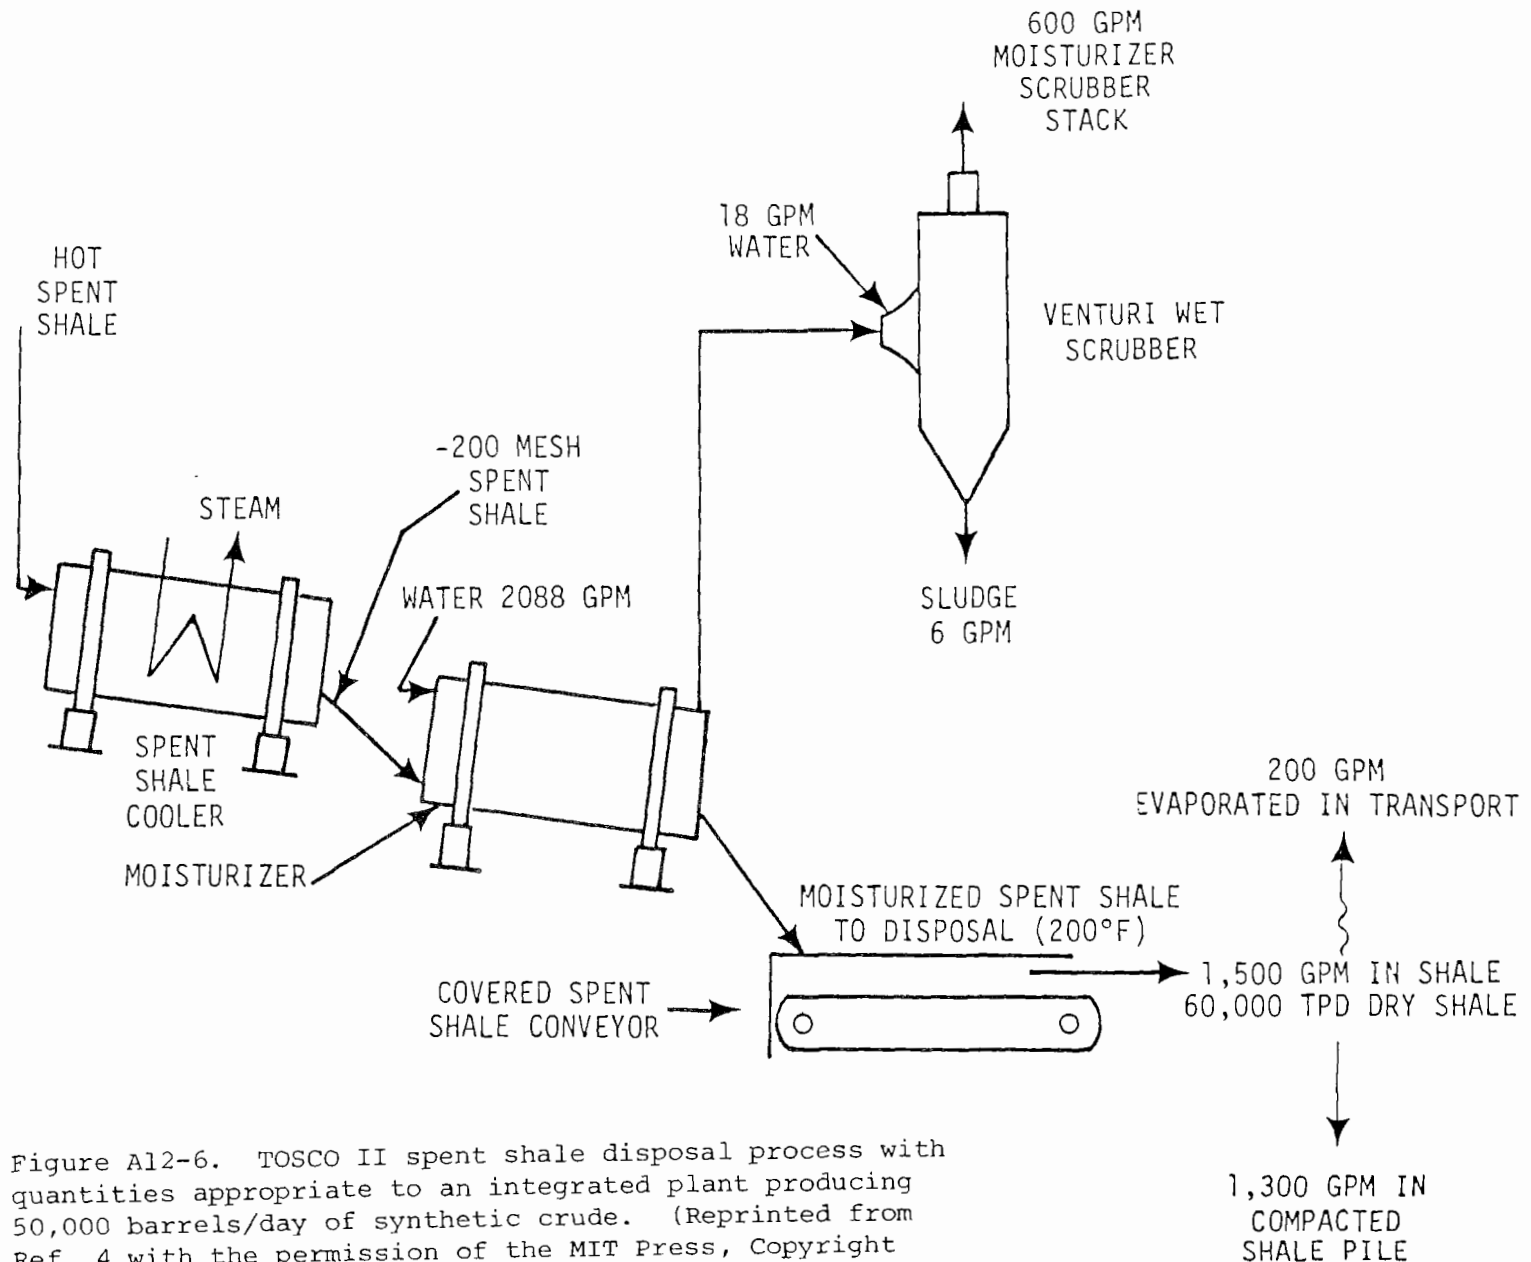 600 GPM
MOISTURIZER
SCRUBBER
STACK
18 GPM
WATER
HOT
SPENT
SHALE
VENTURI WET
SCRUBBER
-200 MESH
SPENT
SHALE
STEAM
WATER 2088 GPM
SLUDGE
6 GPM
SPENT
SHALE
COOLER
MOISTURIZER
200 GPM
EVAPORATED IN TRANSPORT
MOISTURIZED SPENT SHALE
TO DISPOSAL (200°F)
1,500 GPM IN SHALE
60,000 TPD DRY SHALE
COVERED SPENT
SHALE CONVEYOR
1,300 GPM IN
COMPACTED
SHALE PILE
Figure A12-6. TOSCO II spent shale disposal process with
quantities appropriate to an integrated plant producing
50,000 barrels/day of synthetic crude. (Reprinted from
Ref. 4 with the permission of the MIT Press, Copyright